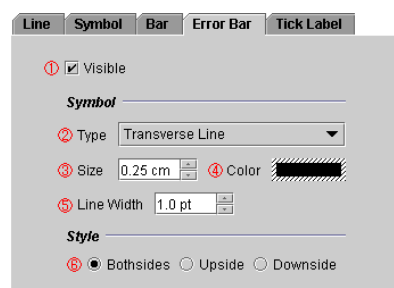 Line Symbol Bar Error Bar Tick Label
① Visible
Symbol
② Type Transverse Line
③ Size 0.25 cm ④ Color
⑤ Line Width 1.0 pt
Style
⑥ Bothsides Upside Downside